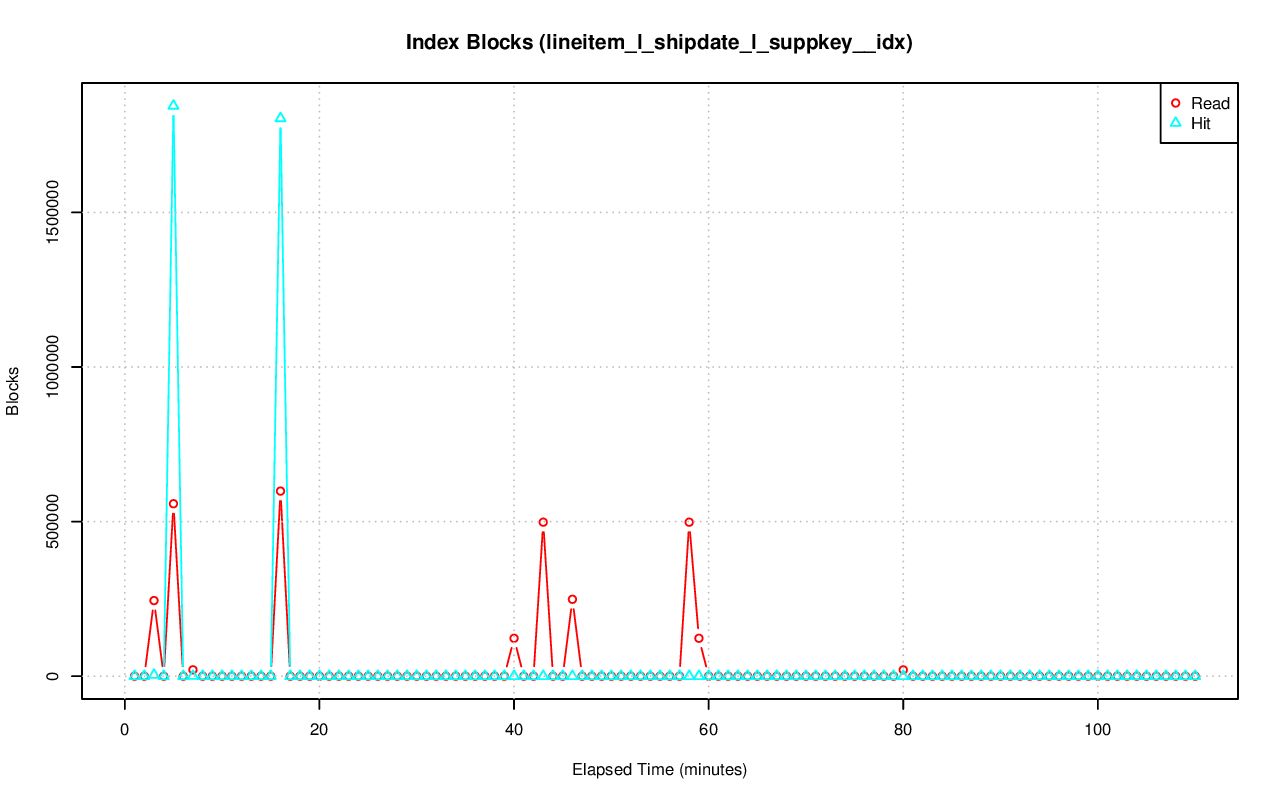 Index Blocks (lineitem_l_shipdate_l_suppkey__idx)
Read
Hit
Blocks
1500000
1000000
500000
0
0 20 40 60 80 100
Elapsed Time (minutes)